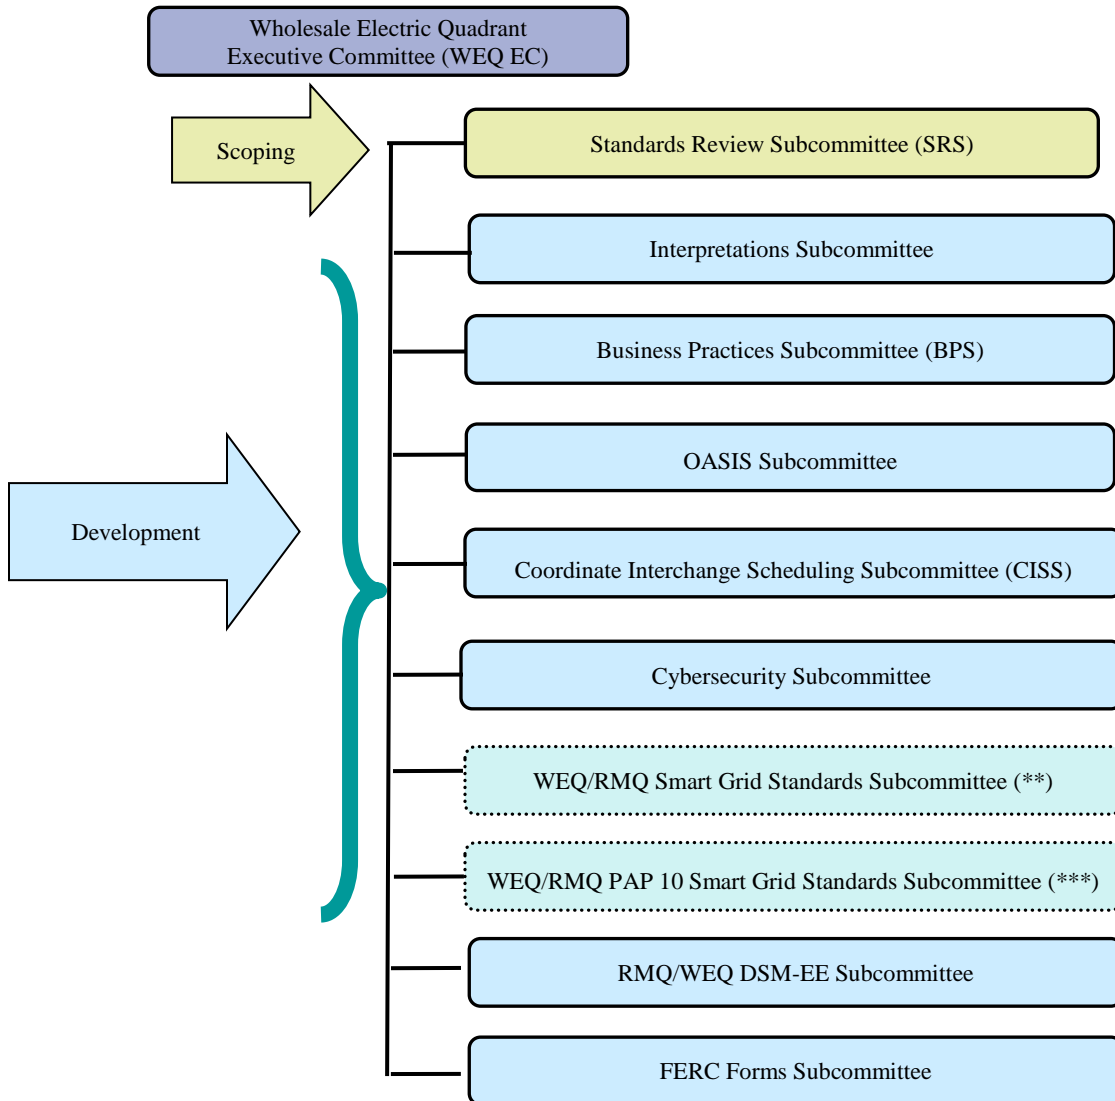 Wholesale Electric Quadrant
Executive Committee (WEQ EC)
Scoping
Standards Review Subcommittee (SRS)
Interpretations Subcommittee
Business Practices Subcommittee (BPS)
OASIS Subcommittee
Development
Coordinate Interchange Scheduling Subcommittee (CISS)
Cybersecurity Subcommittee
WEQ/RMQ Smart Grid Standards Subcommittee (**)
WEQ/RMQ PAP 10 Smart Grid Standards Subcommittee (***)
RMQ/WEQ DSM-EE Subcommittee
FERC Forms Subcommittee